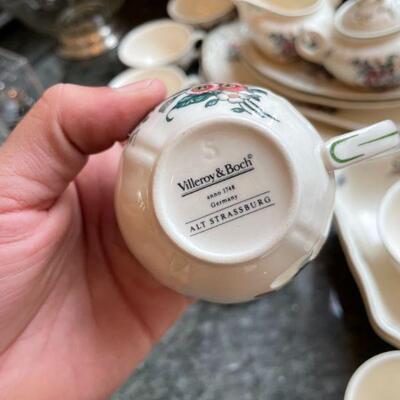 5
Villeroy & Boch©
anno 1748
Germany
ALT STRASSBURG